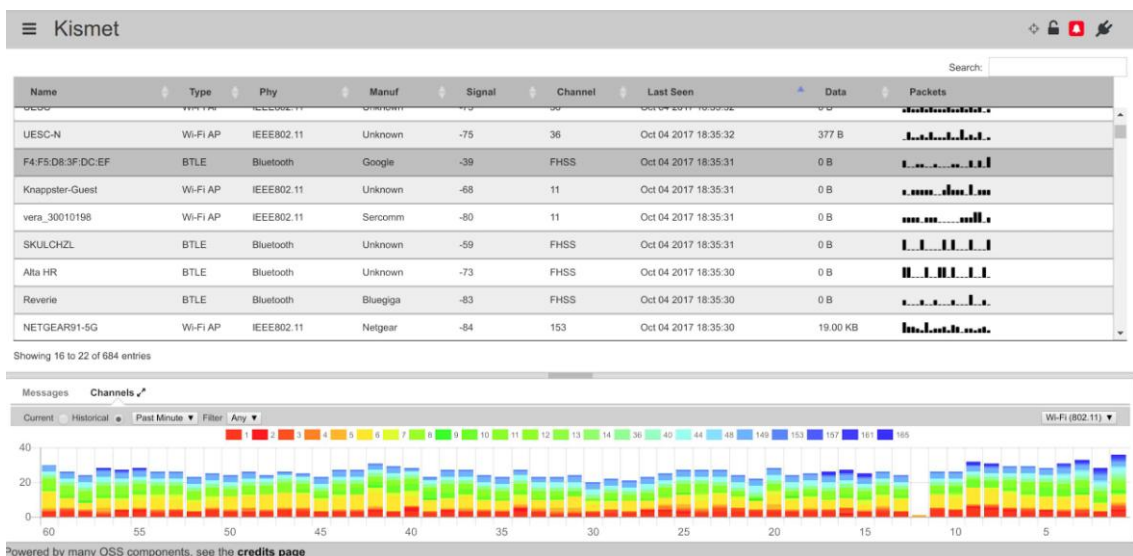 Kismet
Search:
Name Type Phy Manuf Signal Channel Last Seen Data Packets
UESC-N Wi-Fi AP IEEE802.11 Unknown -75 36 Oct 04 2017 18:35:32 377 B
F4:F5:D8:3F:DC:EF BTLE Bluetooth Google -39 FHSS Oct 04 2017 18:35:31 0 B
Knappster-Guest Wi-Fi AP IEEE802.11 Unknown -68 11 Oct 04 2017 18:35:31 0 B
vera_30010198 Wi-Fi AP IEEE802.11 Sercomm -80 11 Oct 04 2017 18:35:31 0 B
SKULCHZL BTLE Bluetooth Unknown -59 FHSS Oct 04 2017 18:35:31 0 B
Alta HR BTLE Bluetooth Unknown -73 FHSS Oct 04 2017 18:35:30 0 B
Reverie BTLE Bluetooth Bluegiga -83 FHSS Oct 04 2017 18:35:30 0 B
NETGEAR91-5G Wi-Fi AP IEEE802.11 Netgear -84 153 Oct 04 2017 18:35:30 19.00 KB
Showing 16 to 22 of 684 entries
Messages Channels
Current Historical Past Minute Filter Any Wi-Fi (802.11)
1 2 3 4 5 6 7 8 9 10 11 12 13 14 36 40 44 48 149 153 157 161 165
40
20
0
60 55 50 45 40 35 30 25 20 15 10 5
Powered by many OSS components, see the credits page